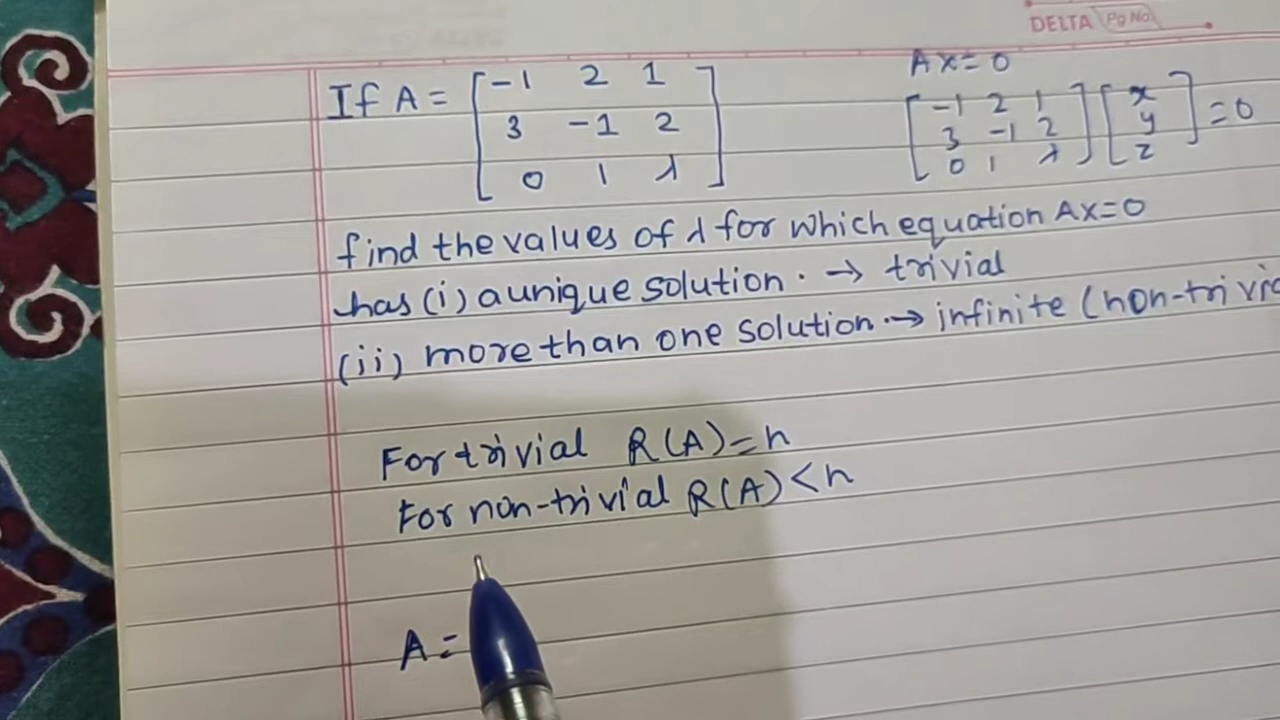 DELTA Pg No
If A = [ -1 2 1
3 -1 2
0 1 λ ]
Ax=0
[ -1 2 1
3 -1 2
0 1 λ ] [ x
y
z ] =0
find the values of λ for which equation Ax=0
has (i) a unique solution. → trivial
(ii) more than one solution. → infinite (non-trivia
For trivial R(A)=n
For non-trivial R(A)<n
A=